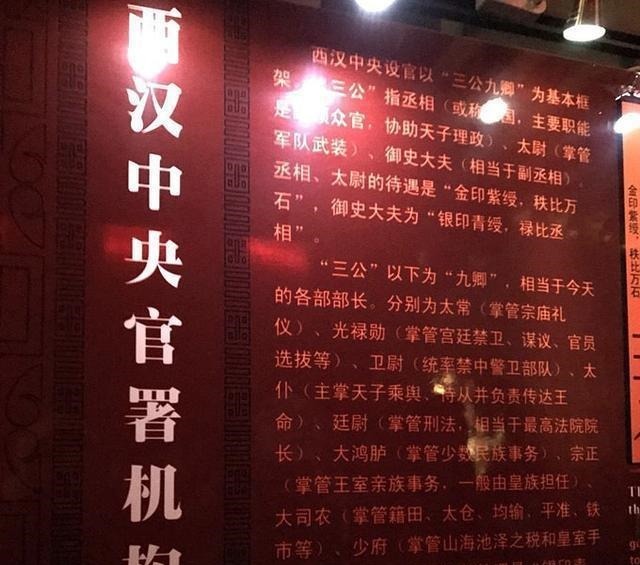 西汉中央官署机构
西汉中央设官以“三公九卿”为基本框
架。“三公”指丞相（或称 国，主要职能
是 领众官，协助天子理政）、太尉（掌管
军队武装）、御史大夫（相当于副丞相）。
丞相、太尉的待遇是“金印紫绶，秩比万
石”，御史大夫为“银印青绶，禄比丞
相”。
“三公”以下为“九卿”，相当于今天
的各部部长。分别为太常（掌管宗庙礼
仪）、光禄勋（掌管宫廷禁卫、谋议、官员
选拔等）、卫尉（统率禁中警卫部队）、太
仆（主掌天子乘舆、侍从并负责传达王
命）、廷尉（掌管刑法，相当于最高法院院
长）、大鸿胪（掌管少数民族事务）、宗正
（掌管王室亲族事务，一般由皇族担任）、
大司农（掌管籍田、太仓、均输、平准、铁
市等）、少府（掌管山海池泽之税和皇室手
金印紫绶，秩比万石